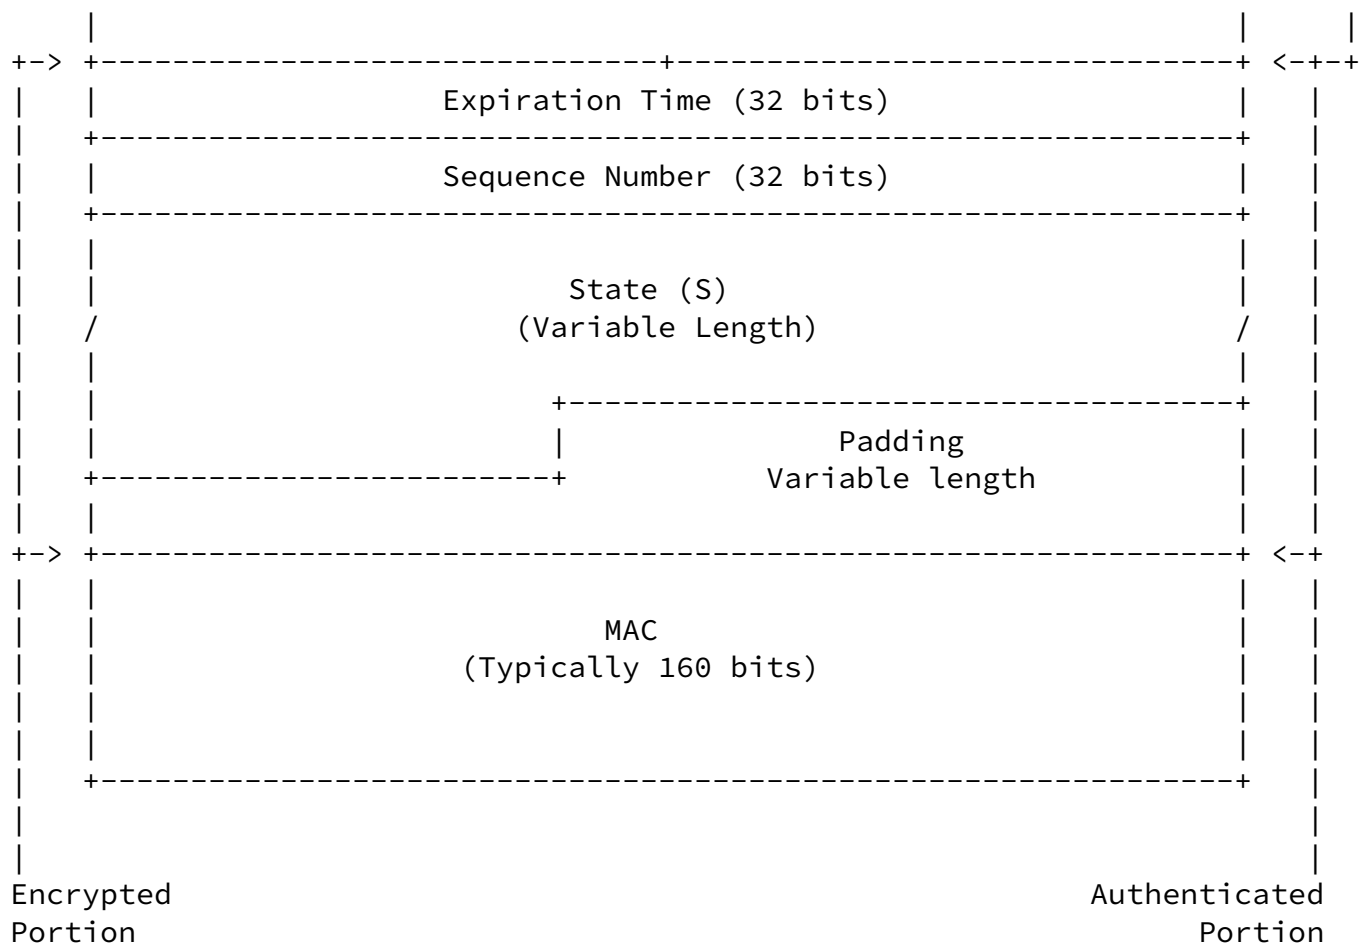 Expiration Time (32 bits)
Sequence Number (32 bits)
State (S)
(Variable Length)
Padding
Variable length
MAC
(Typically 160 bits)
Encrypted Authenticated
Portion Portion